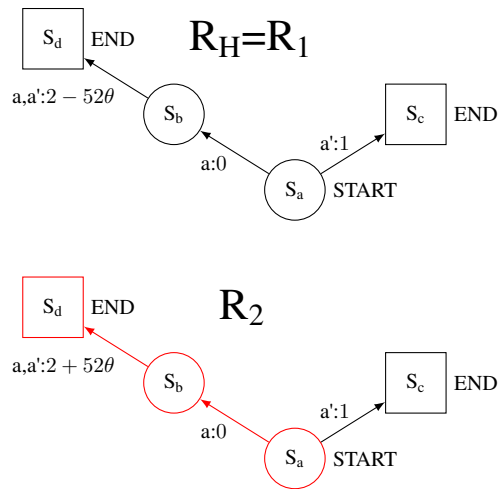 S_d END
R_H=R_1
a,a':2 − 52θ
S_b
S_c END
a':1
a:0
S_a START
S_d END
R_2
a,a':2 + 52θ
S_b
S_c END
a':1
a:0
S_a START